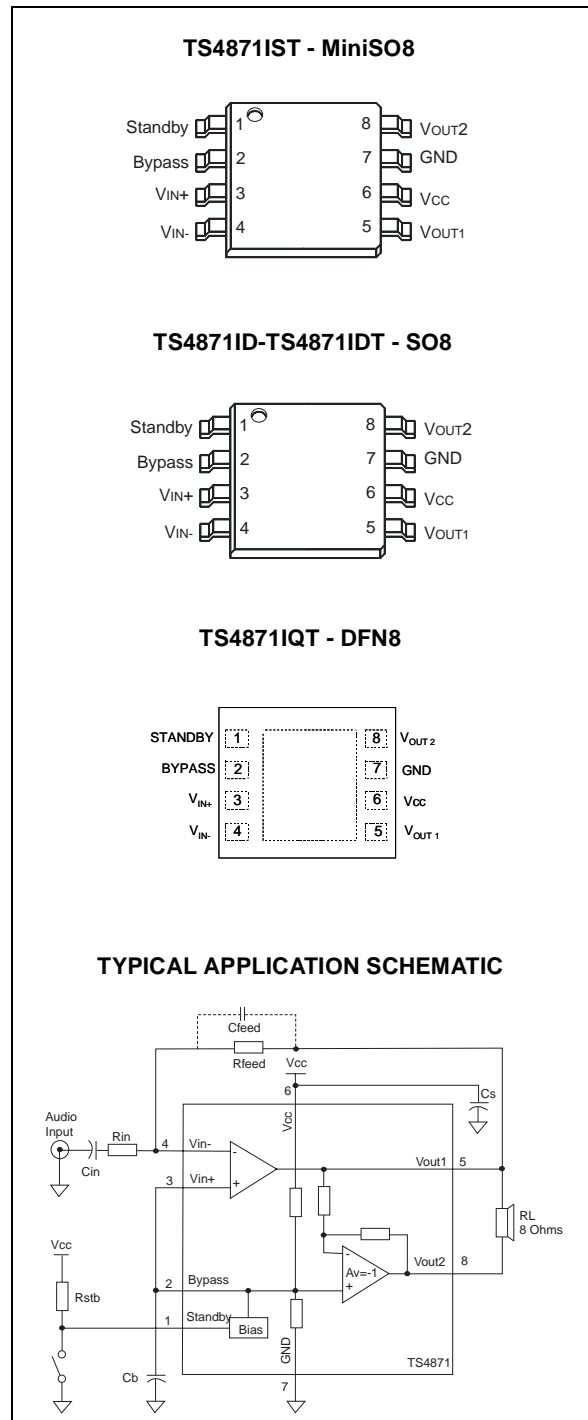 TS4871IST - MiniSO8
Standby 1 8 VOUT2
Bypass 2 7 GND
VIN+ 3 6 VCC
VIN- 4 5 VOUT1
TS4871ID-TS4871IDT - SO8
Standby 1 8 VOUT2
Bypass 2 7 GND
VIN+ 3 6 VCC
VIN- 4 5 VOUT1
TS4871IQT - DFN8
STANDBY 1 8 VOUT 2
BYPASS 2 7 GND
VIN+ 3 6 Vcc
VIN- 4 5 VOUT 1
TYPICAL APPLICATION SCHEMATIC
Cfeed
Rfeed
Vcc
6
Cs
Vcc
Audio
Input
Rin
Cin
4 Vin-
-
Vout1 5
3 Vin+
+
RL
8 Ohms
Vcc
-
Av=-1
+
Vout2 8
Rstb
2 Bypass
1 Standby
Bias
GND
TS4871
Cb
7